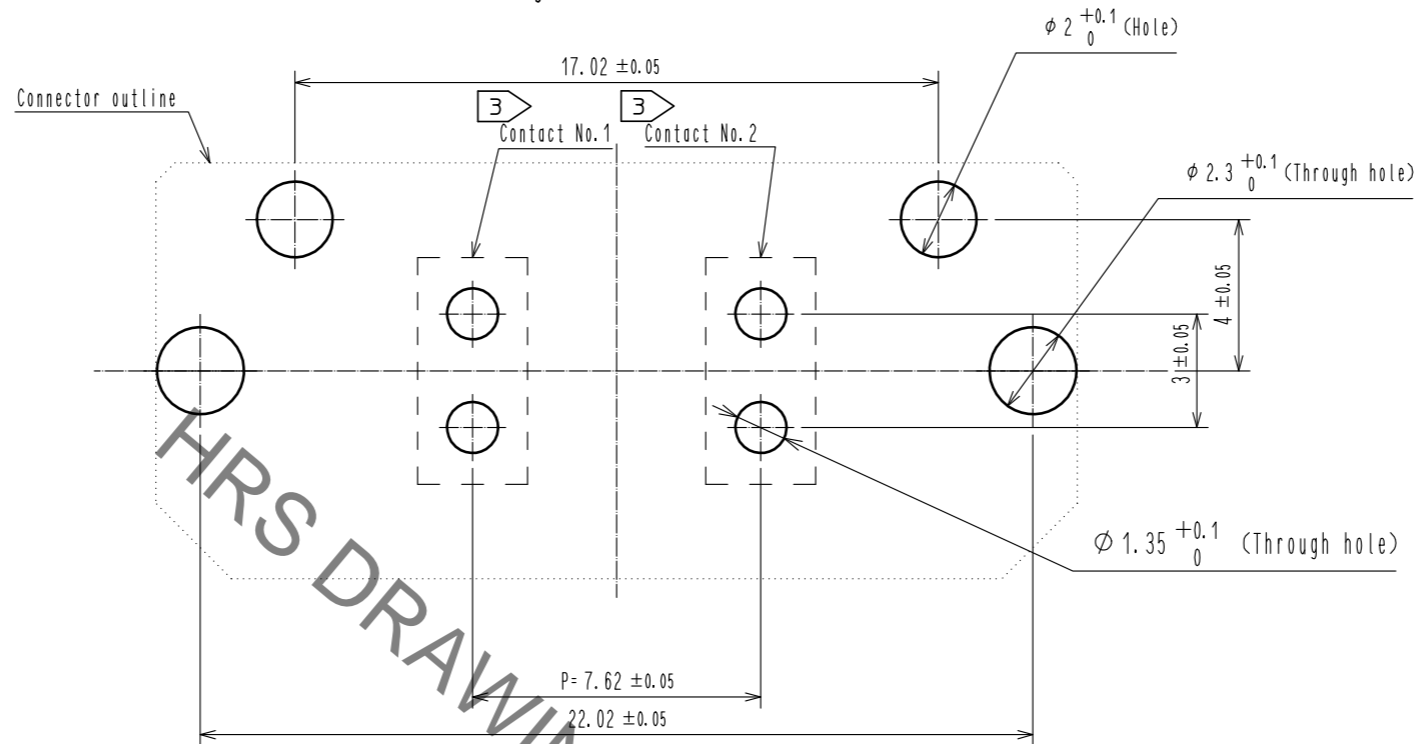 φ 2 +0.1 0 (Hole)
17.02 ±0.05
Connector outline
3
3
Contact No.1
Contact No.2
φ 2.3 +0.1 0 (Through hole)
4 ±0.05
3 ±0.05
φ 1.35 +0.1 0 (Through hole)
HRS DRAWIN
P= 7.62 ±0.05
22.02 ±0.05